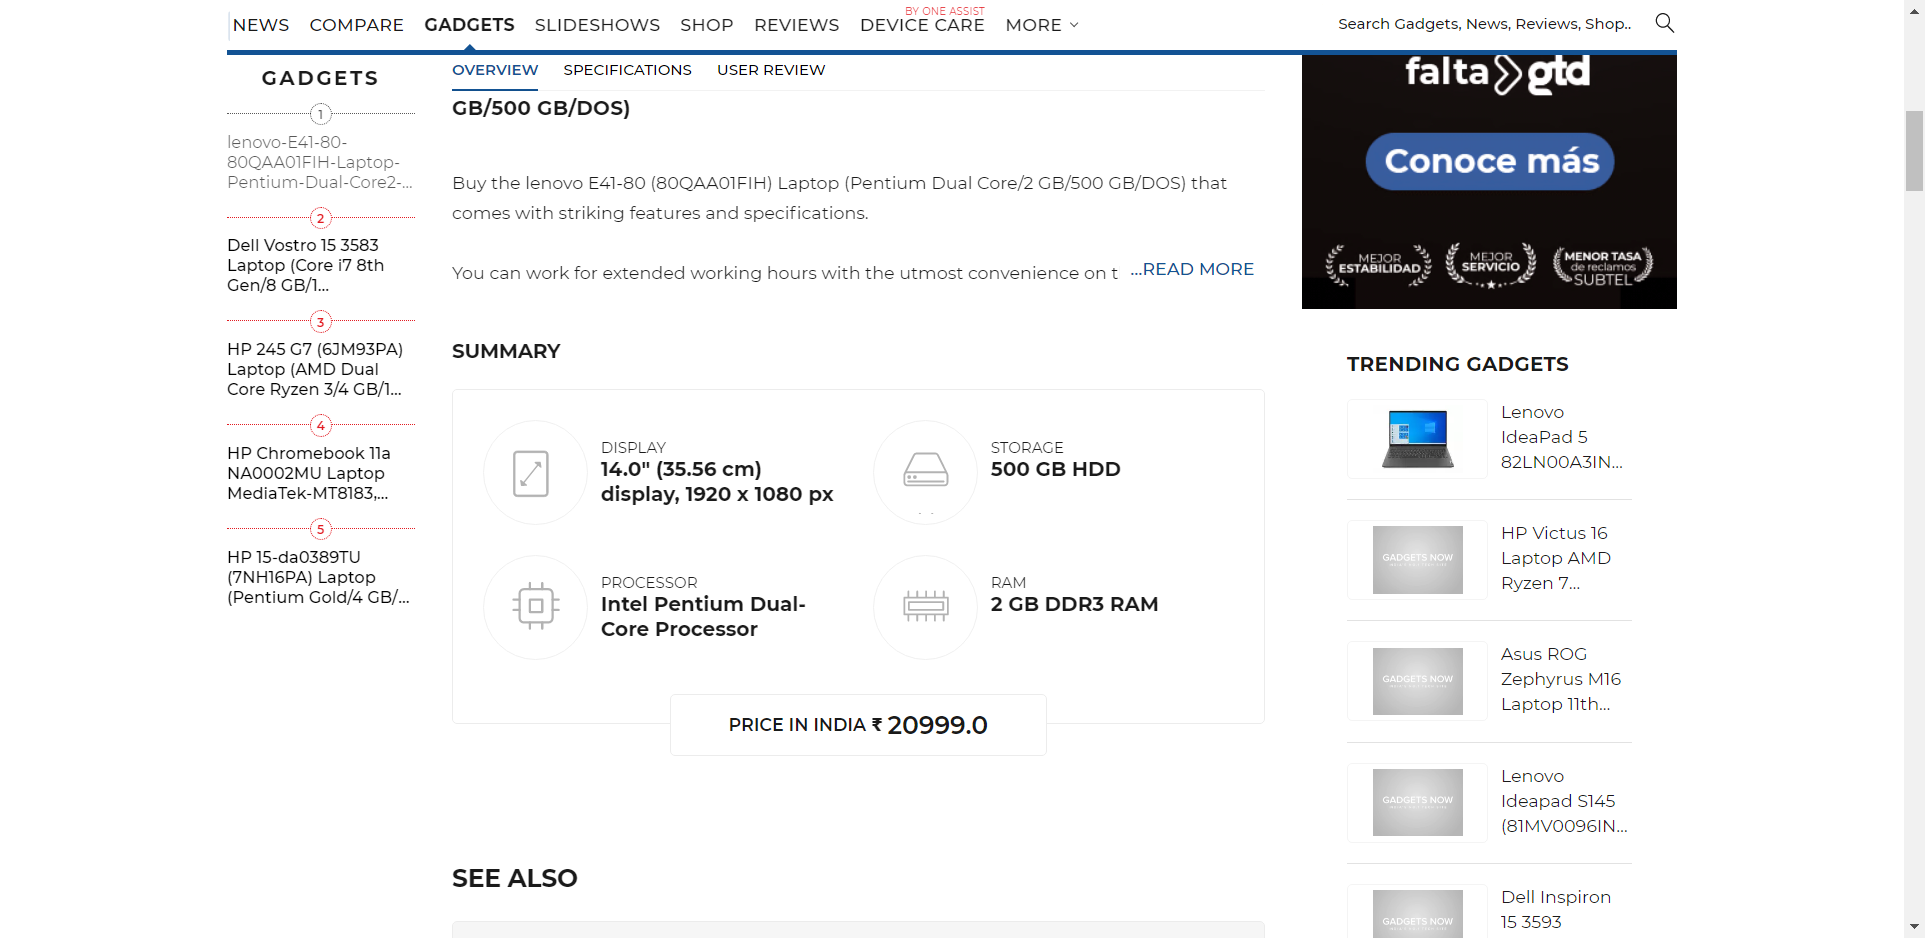 NEWS COMPARE GADGETS SLIDESHOWS SHOP REVIEWS BY ONE ASSIST DEVICE CARE MORE
Search Gadgets, News, Reviews, Shop..
GADGETS
1
lenovo-E41-80-
80QAA01FIH-Laptop-
Pentium-Dual-Core2-...
2
Dell Vostro 15 3583
Laptop (Core i7 8th
Gen/8 GB/1...
3
HP 245 G7 (6JM93PA)
Laptop (AMD Dual
Core Ryzen 3/4 GB/1...
4
HP Chromebook 11a
NA0002MU Laptop
MediaTek-MT8183,...
5
HP 15-da0389TU
(7NH16PA) Laptop
(Pentium Gold/4 GB/...
OVERVIEW SPECIFICATIONS USER REVIEW
GB/500 GB/DOS)
Buy the lenovo E41-80 (80QAA01FIH) Laptop (Pentium Dual Core/2 GB/500 GB/DOS) that
comes with striking features and specifications.
You can work for extended working hours with the utmost convenience on t ...READ MORE
SUMMARY
DISPLAY
14.0" (35.56 cm)
display, 1920 x 1080 px
STORAGE
500 GB HDD
PROCESSOR
Intel Pentium Dual-
Core Processor
RAM
2 GB DDR3 RAM
PRICE IN INDIA ₹ 20999.0
SEE ALSO
falta gtd
Conoce más
MEJOR
ESTABILIDAD
MEJOR
SERVICIO
MENOR TASA
de reclamos
SUBTEL
TRENDING GADGETS
Lenovo
IdeaPad 5
82LN00A3IN...
GADGETS NOW
HP Victus 16
Laptop AMD
Ryzen 7...
GADGETS NOW
Asus ROG
Zephyrus M16
Laptop 11th...
GADGETS NOW
Lenovo
Ideapad S145
(81MV0096IN...
GADGETS NOW
Dell Inspiron
15 3593